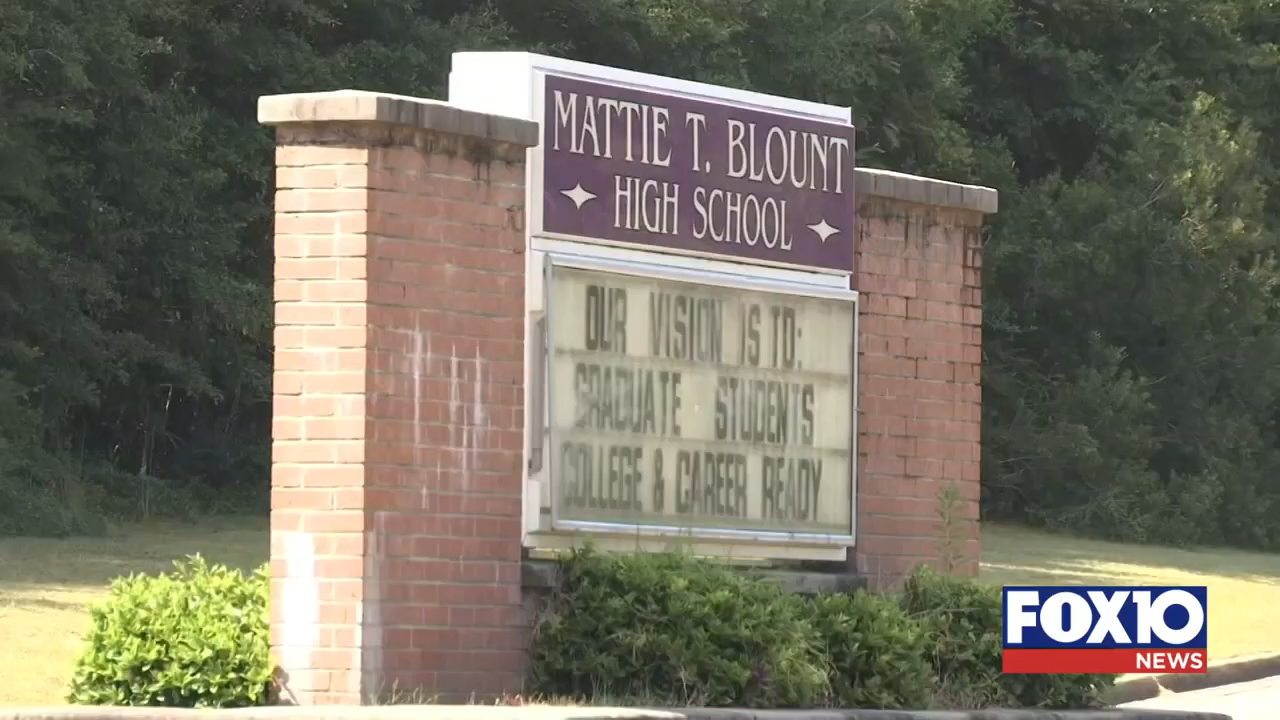 MATTIE T. BLOUNT
HIGH SCHOOL
OUR VISION IS TO:
GRADUATE STUDENTS
COLLEGE & CAREER READY
FOX10
NEWS